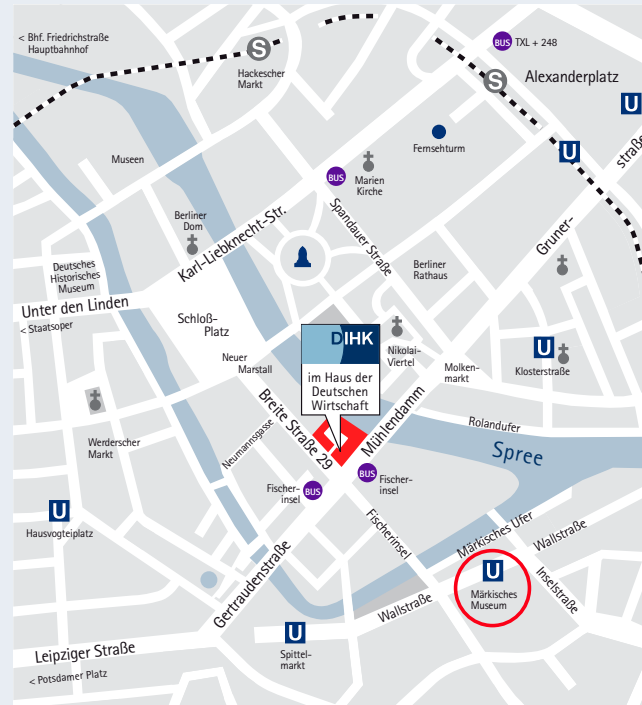 < Bhf. Friedrichstraße
Hauptbahnhof
S
Hackescher
Markt
BUS TXL + 248
S
Alexanderplatz
U
U
straße
Gruner-
Fernsehturm
Museen
BUS
Marien
Kirche
Berliner
Dom
Karl-Liebknecht-Str.
Spandauer Straße
Berliner
Rathaus
Deutsches
Historisches
Museum
Unter den Linden
< Staatsoper
Schloß-
Platz
Neuer
Marstall
DIHK
im Haus der
Deutschen
Wirtschaft
Nikolai-
Viertel
Molken-
markt
U
Klosterstraße
Rolandufer
Mühlendamm
Breite Straße 29
Neumannsgasse
Werderscher
Markt
Spree
Fischer-
insel
BUS
BUS
Fischer-
insel
U
Hausvogteiplatz
Fischerinsel
Märkisches Ufer
Wallstraße
Inselstraße
U
Märkisches
Museum
Wallstraße
Gertraudenstraße
U
Spittel-
markt
Leipziger Straße
< Potsdamer Platz